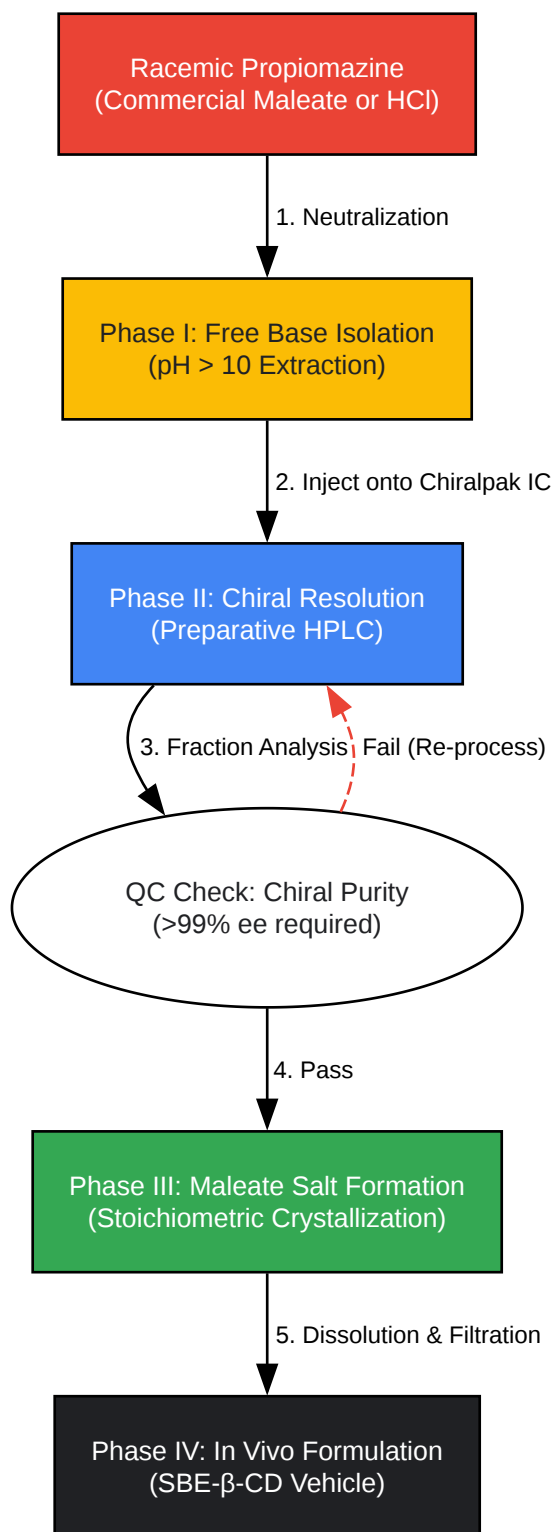 Racemic Propiomazine
(Commercial Maleate or HCl)
1. Neutralization
Phase I: Free Base Isolation
(pH > 10 Extraction)
2. Inject onto Chiralpak IC
Phase II: Chiral Resolution
(Preparative HPLC)
3. Fraction Analysis
Fail (Re-process)
QC Check: Chiral Purity
(>99% ee required)
4. Pass
Phase III: Maleate Salt Formation
(Stoichiometric Crystallization)
5. Dissolution & Filtration
Phase IV: In Vivo Formulation
(SBE-β-CD Vehicle)